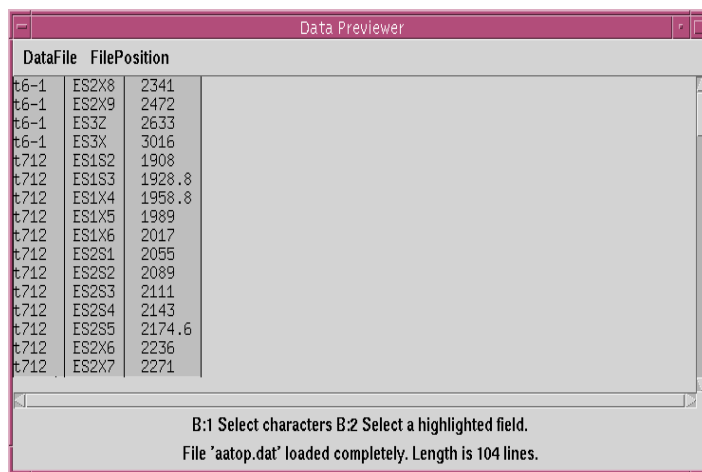 Data Previewer
DataFile FilePosition
t6-1 ES2X8 2341
t6-1 ES2X9 2472
t6-1 ES3Z 2633
t6-1 ES3X 3016
t712 ES1S2 1908
t712 ES1S3 1928.8
t712 ES1X4 1958.8
t712 ES1X5 1989
t712 ES1X6 2017
t712 ES2S1 2055
t712 ES2S2 2089
t712 ES2S3 2111
t712 ES2S4 2143
t712 ES2S5 2174.6
t712 ES2X6 2236
t712 ES2X7 2271
B:1 Select characters B:2 Select a highlighted field.
File 'aatop.dat' loaded completely. Length is 104 lines.